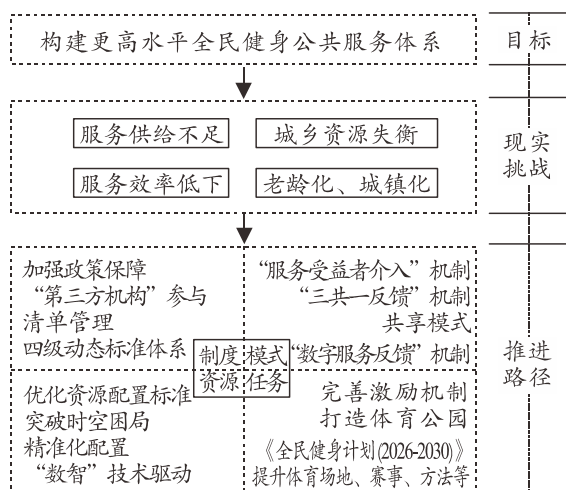 构建更高水平全民健身公共服务体系
目标
服务供给不足
城乡资源失衡
服务效率低下
老龄化、城镇化
现实
挑战
加强政策保障
“第三方机构”参与
清单管理
四级动态标准体系
“服务受益者介入”机制
“三共一反馈”机制
共享模式
“数字服务反馈”机制
制度
模式
资源
任务
优化资源配置标准
突破时空困局
精准化配置
“数智”技术驱动
完善激励机制
打造体育公园
《全民健身计划(2026-2030)》
提升体育场地、赛事、方法等
推进
路径